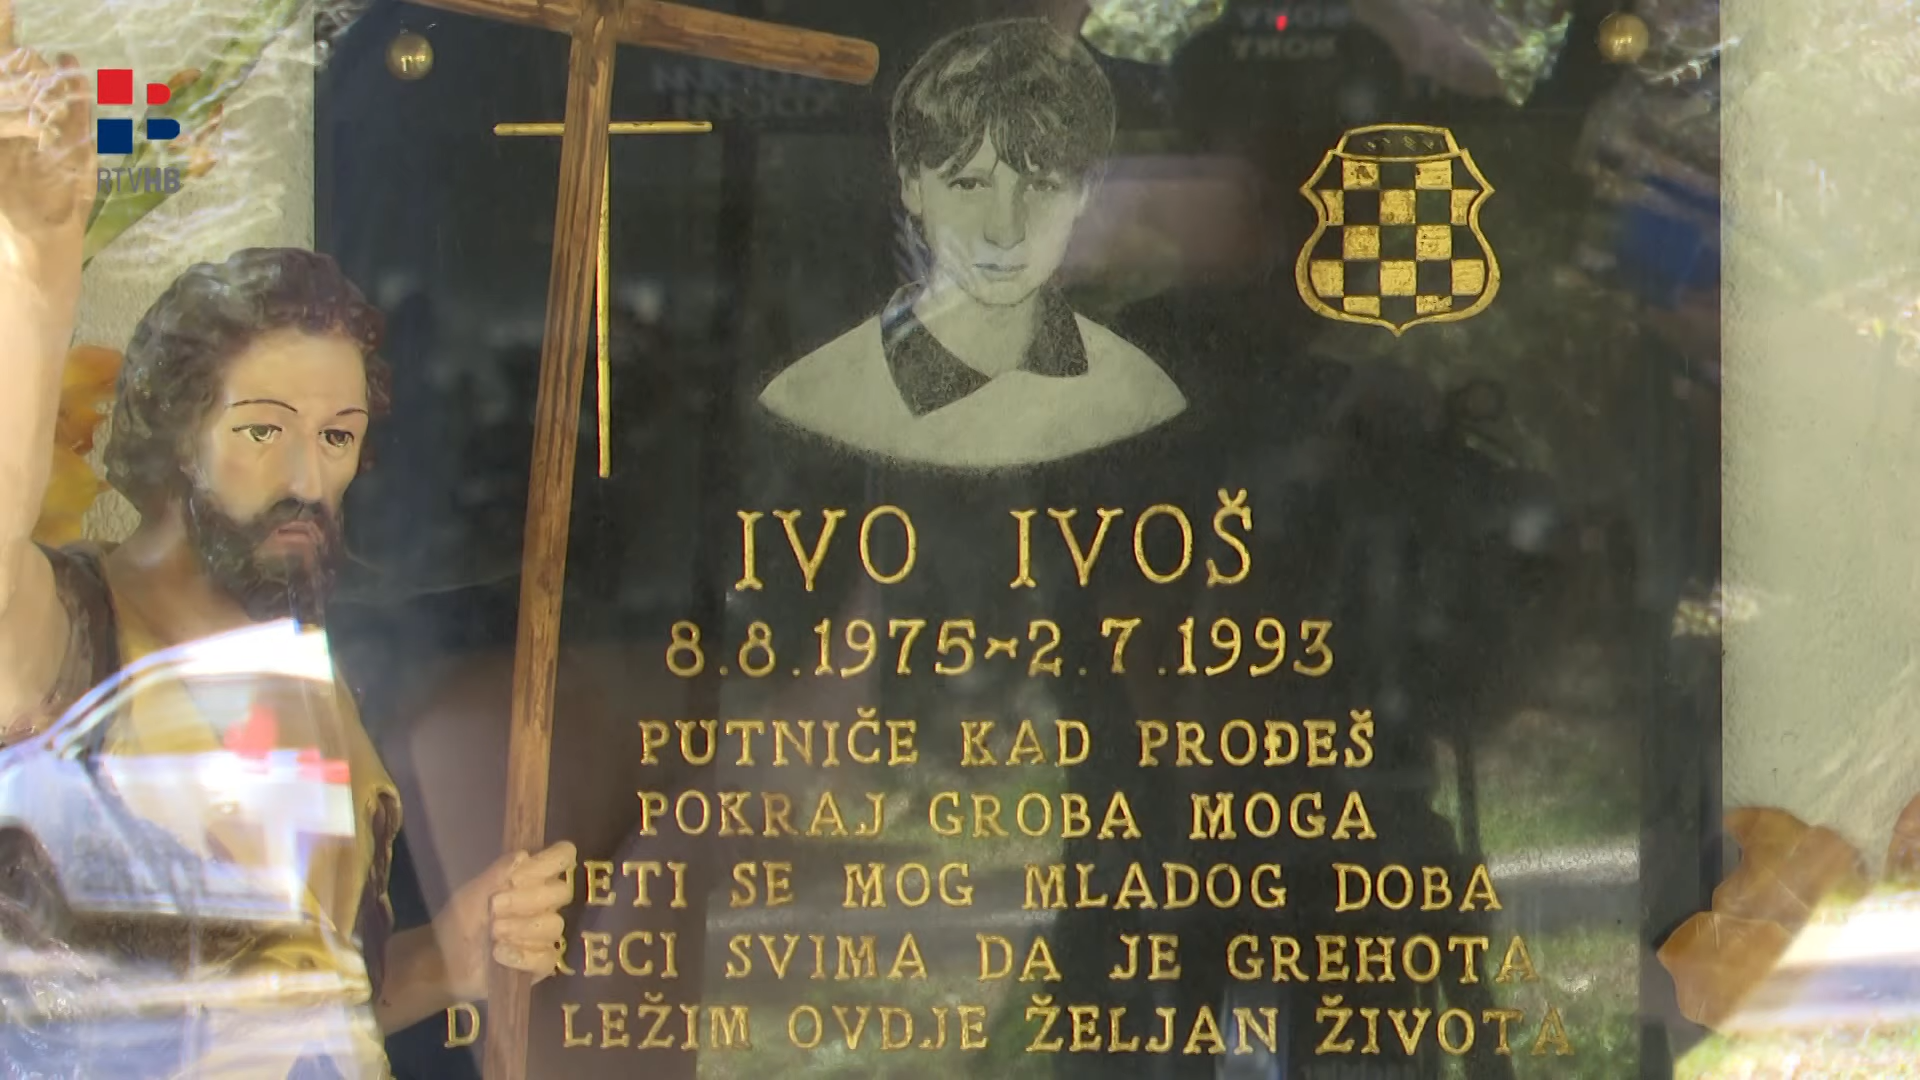 RTVHB
IVO IVOŠ
8.8.1975-2.7.1993
PUTNIČE KAD PROĐEŠ
POKRAJ GROBA MOGA
JETI SE MOG MLADOG DOBA
RECI SVIMA DA JE GREHOTA
D LEŽIM OVDJE ŽELJAN ŽIVOTA